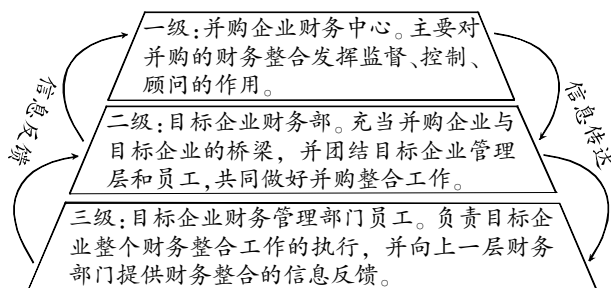 一级:并购企业财务中心。主要对
并购的财务整合发挥监督、控制、
顾问的作用。
信息反馈
信息传达
二级:目标企业财务部。充当并购企业与
目标企业的桥梁，并团结目标企业管理
层和员工,共同做好并购整合工作。
三级:目标企业财务管理部门员工。负责目标企
业整个财务整合工作的执行，并向上一层财务
部门提供财务整合的信息反馈。